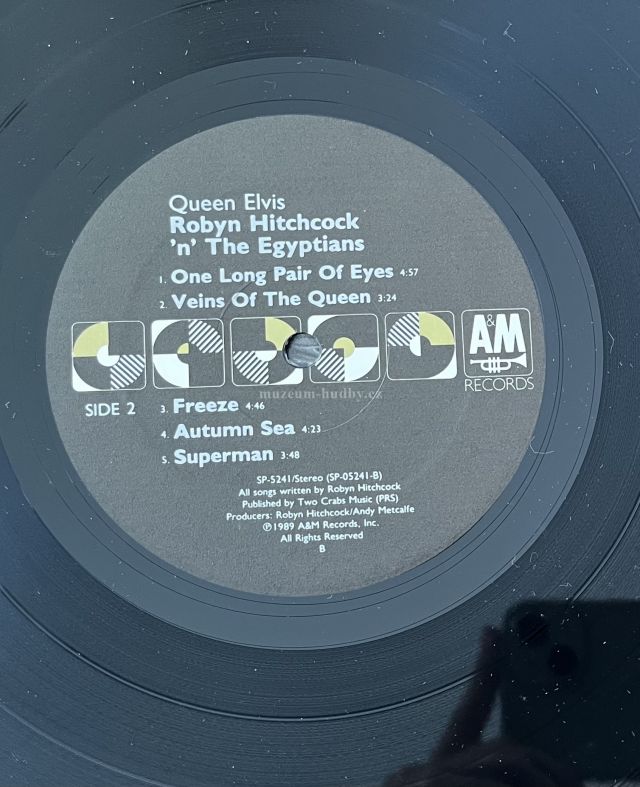 Queen Elvis
Robyn Hitchcock
'n' The Egyptians
1. One Long Pair Of Eyes 4:57
2. Veins Of The Queen 3:24
A&M
RECORDS
muzeum-hudby.cz
SIDE 2
3. Freeze 4:46
4. Autumn Sea 4:23
5. Superman 3:48
SP-5241/Stereo (SP-05241-B)
All songs written by Robyn Hitchcock
Published by Two Crabs Music (PRS)
Producers: Robyn Hitchcock/Andy Metcalfe
℗1989 A&M Records, Inc.
All Rights Reserved
B